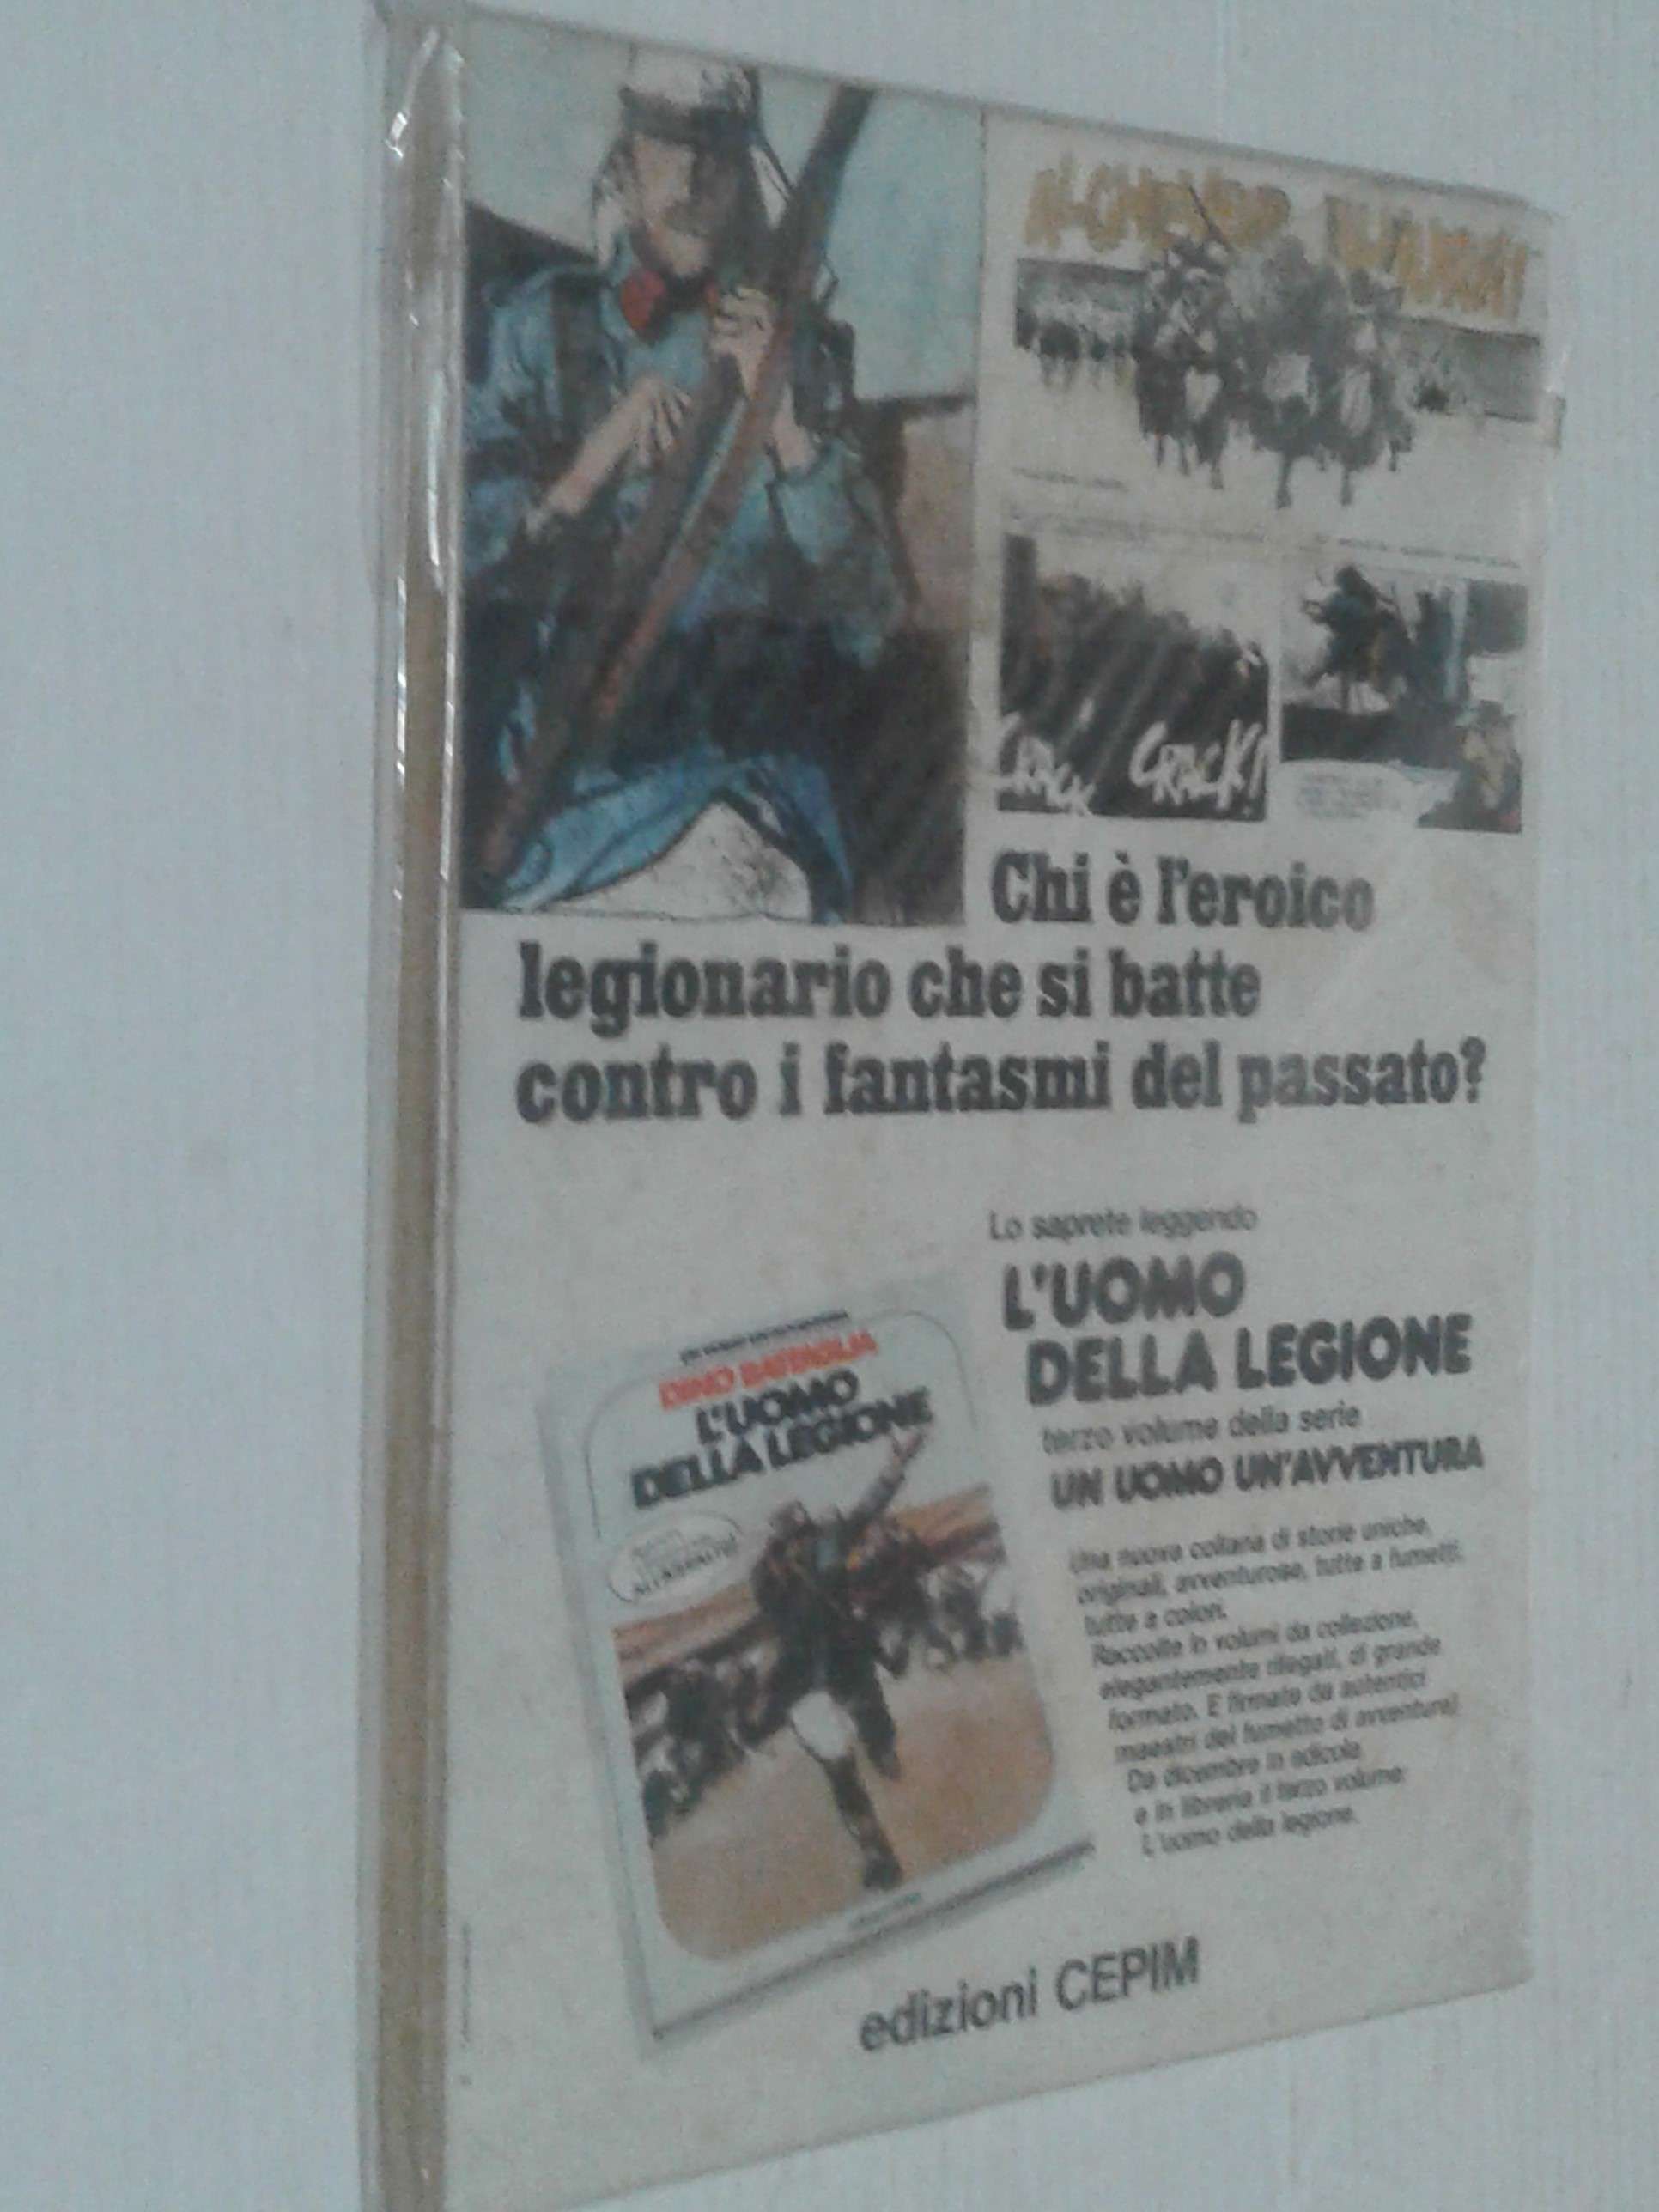 CRACK
CRACK!
Chi è l'eroico
legionario che si batte
contro i fantasmi del passato?
Lo saprete leggendo
L'UOMO
DELLA LEGIONE
terzo volume della serie
UN UOMO UN'AVVENTURA
Una nuova collana di storie uniche,
originali, avventurose, tutte a fumetti,
tutte a colori.
Raccolte in volumi da collezione,
elegantemente rilegati, di grande
formato. E firmate da autentici
maestri del fumetto di avventura!
Da dicembre in edicola
e in libreria il terzo volume:
L'uomo della legione.
DINO BATTAGLIA
L'UOMO
DELLA LEGIONE
edizioni CEPIM